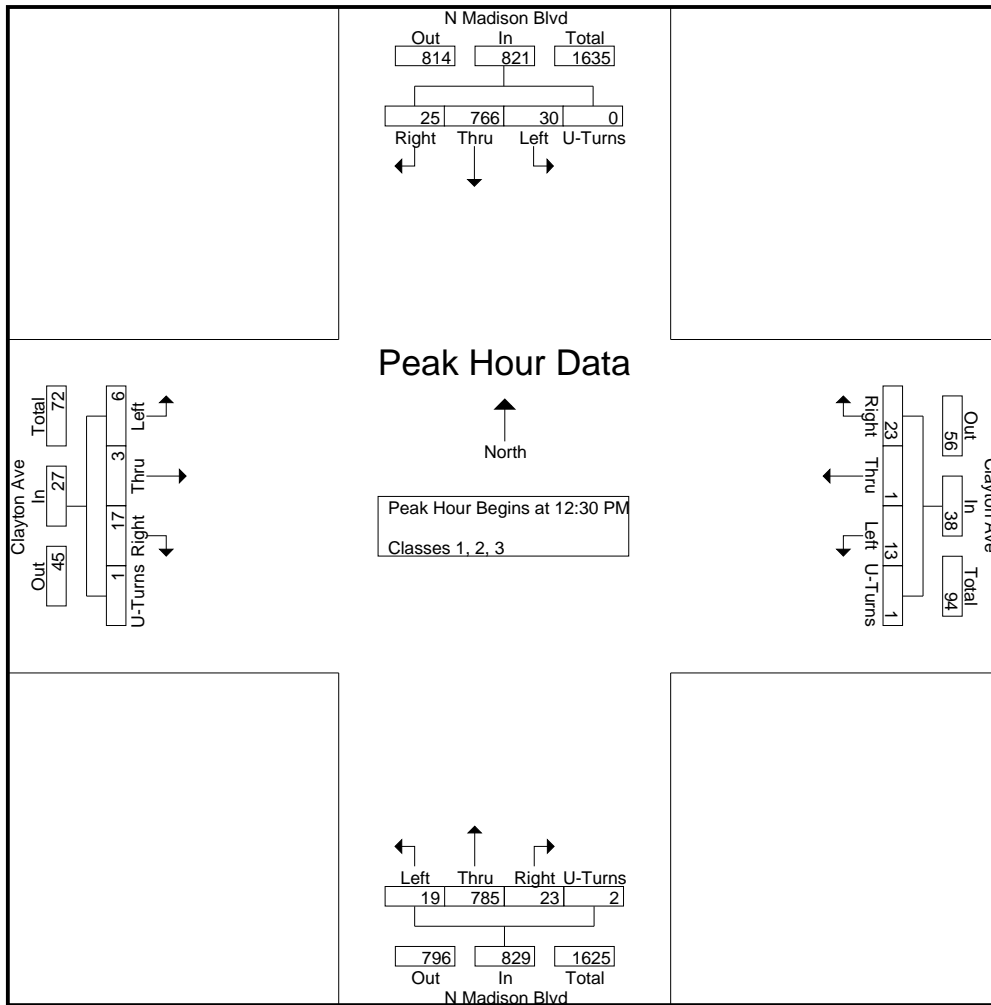 N Madison Blvd
Out In Total
814 821 1635
25 766 30 0
Right Thru Left U-Turns
Peak Hour Data
North
Peak Hour Begins at 12:30 PM
Classes 1, 2, 3
Clayton Ave
Total In Out
72 27 45
6 3 17 1
Left Thru Right U-Turns
Right Thru Left U-Turns
23 1 13 1
56 38 94
Out In Total
Clayton Ave
Left Thru Right U-Turns
19 785 23 2
796 829 1625
Out In Total
N Madison Blvd